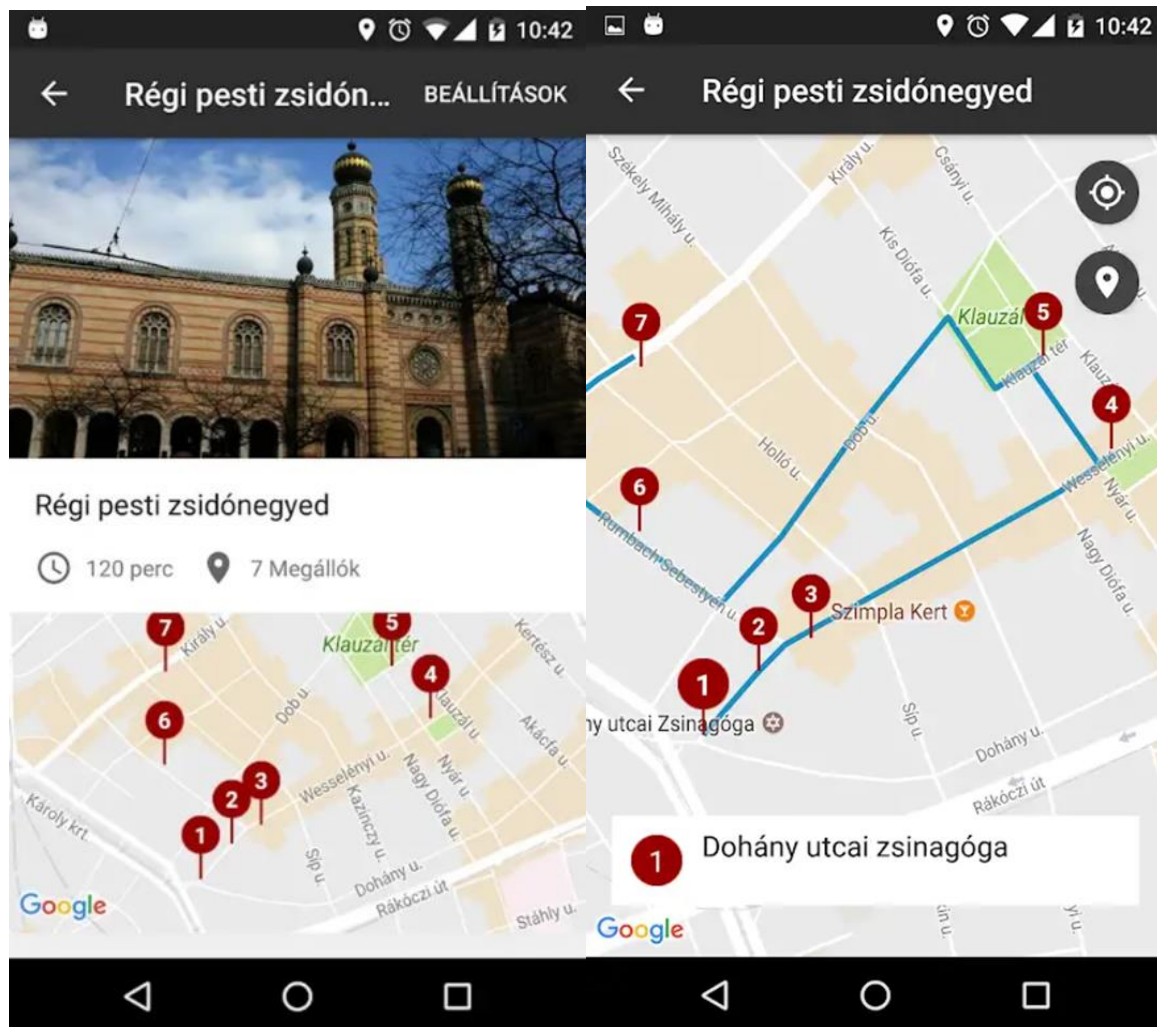 10:42
Régi pesti zsidón... BEÁLLÍTÁSOK
Régi pesti zsidónegyed
120 perc 7 Megállók
7
Király u.
5
Klauzál tér
Kertész u.
4
Klauzál u.
6
Dob u.
Akácfa u.
3
Wesselényi u.
2
Nyár u.
Nagy Diófa u.
Kazinczy u.
1
Károly krt.
Síp u.
Dohány u.
Rákóczi út
Google
Stáhly u.
10:42
Régi pesti zsidónegyed
Székely Mihály u.
Király u.
Csányi u.
Kis Diófa u.
7
Klauzál
5
Klauzál tér
Klauzá
4
Dob u.
Holló u.
Wesselényi u.
6
Nyár u.
Rumbach Sebestyén u.
Nagy Diófa u.
3
Szimpla Kert
2
1
ny utcai Zsinagóga
Síp u.
Dohány u.
Rákóczi út
1 Dohány utcai zsinagóga
Google
kin u.
yi u.